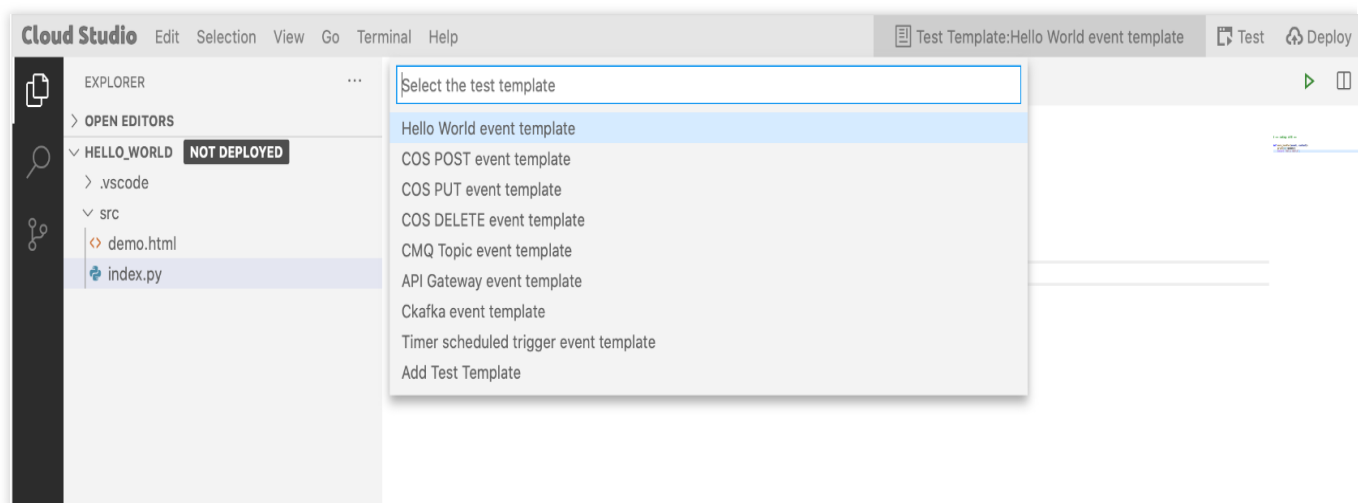 Cloud Studio Edit Selection View Go Terminal Help Test Template:Hello World event template Test Deploy
EXPLORER ...
OPEN EDITORS
HELLO_WORLD NOT DEPLOYED
.vscode
src
demo.html
index.py
Select the test template
Hello World event template
COS POST event template
COS PUT event template
COS DELETE event template
CMQ Topic event template
API Gateway event template
Ckafka event template
Timer scheduled trigger event template
Add Test Template